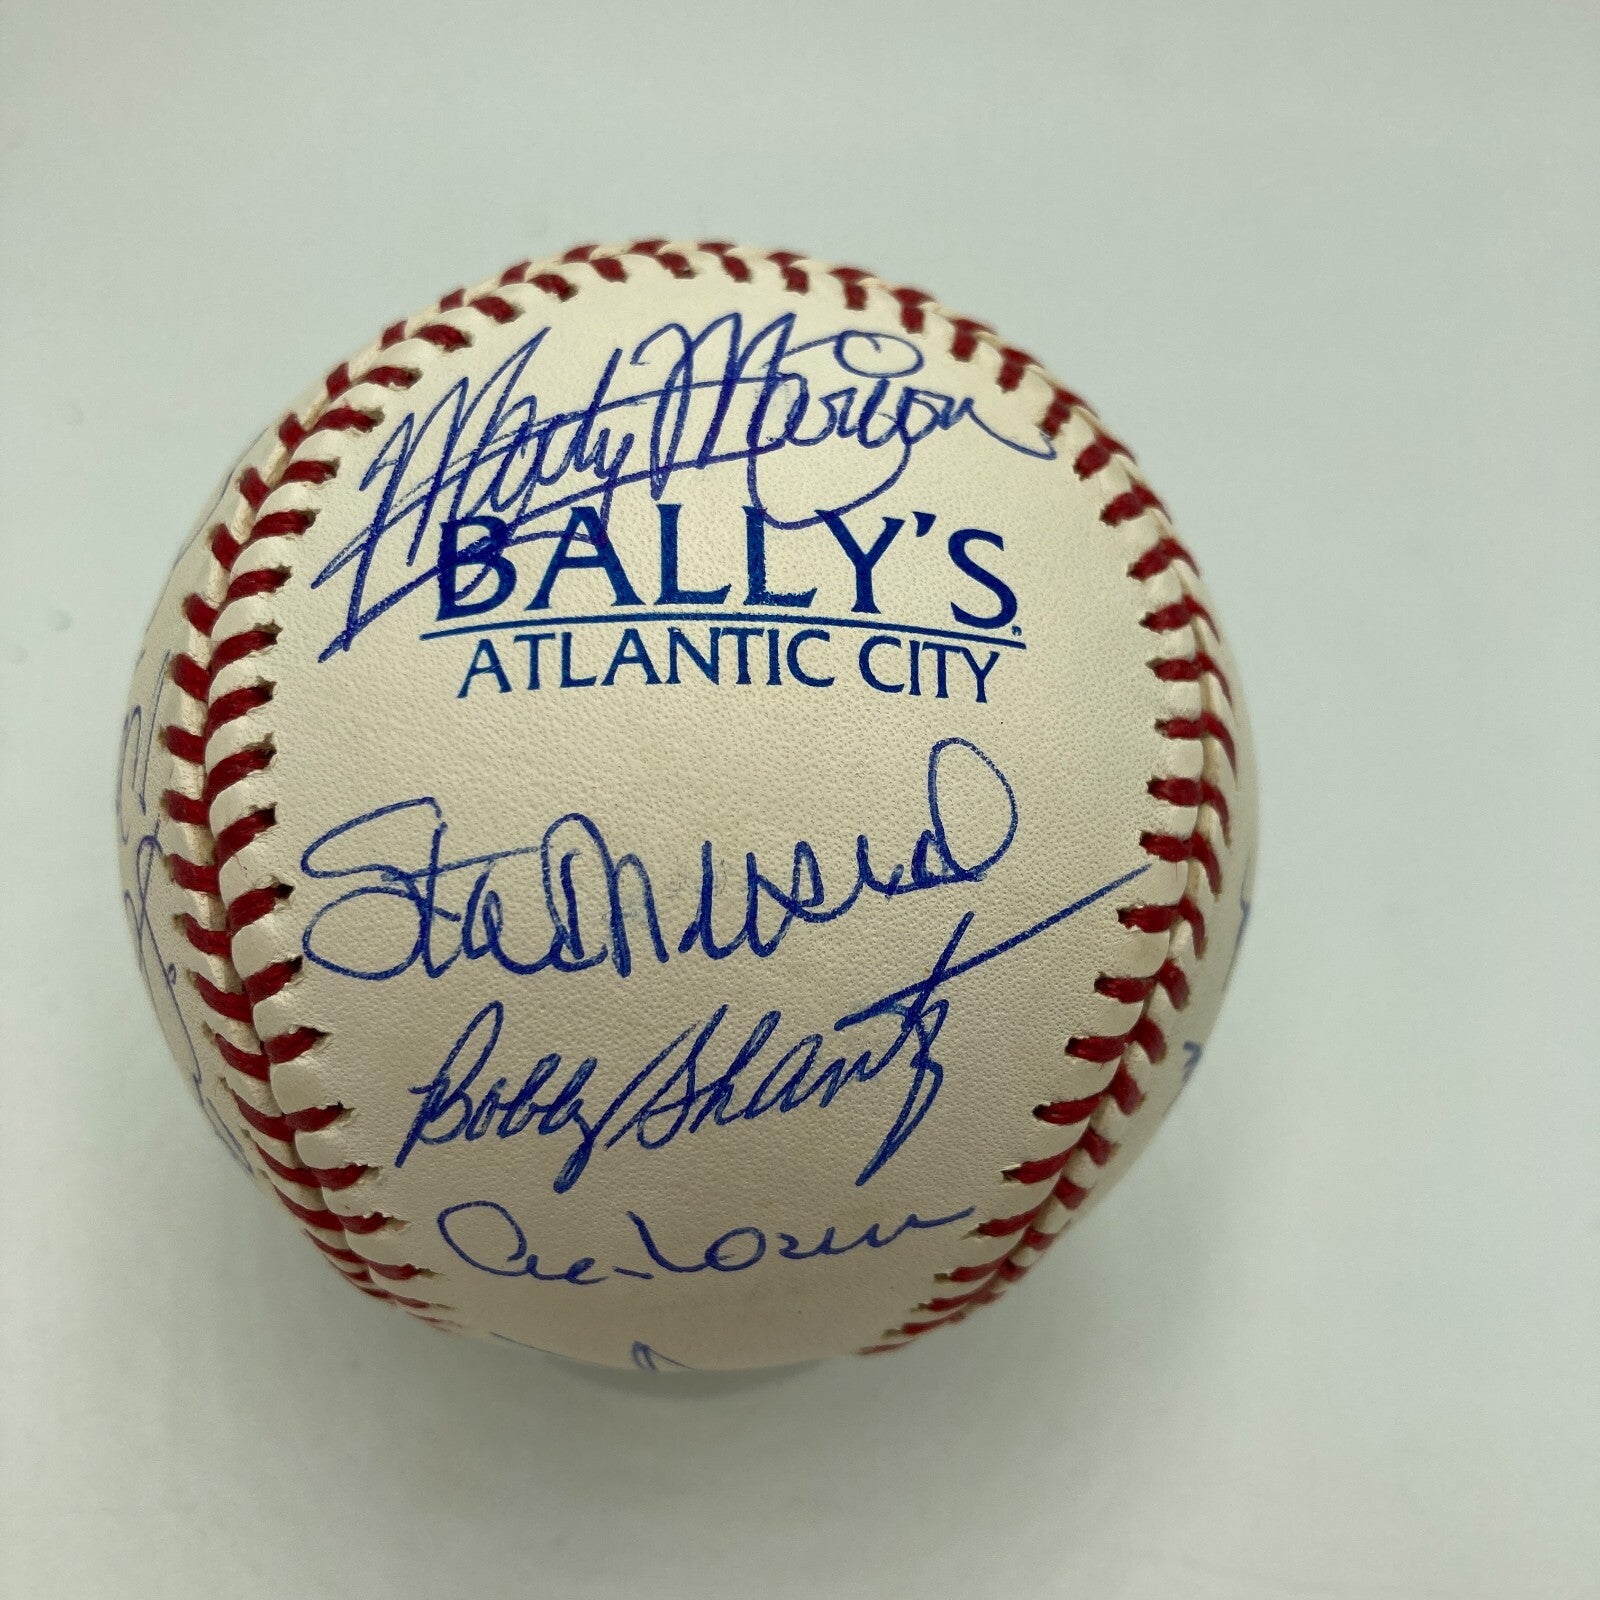 Marty Marion
BALLY'S
ATLANTIC CITY
Stan Musial
Bobby Shantz